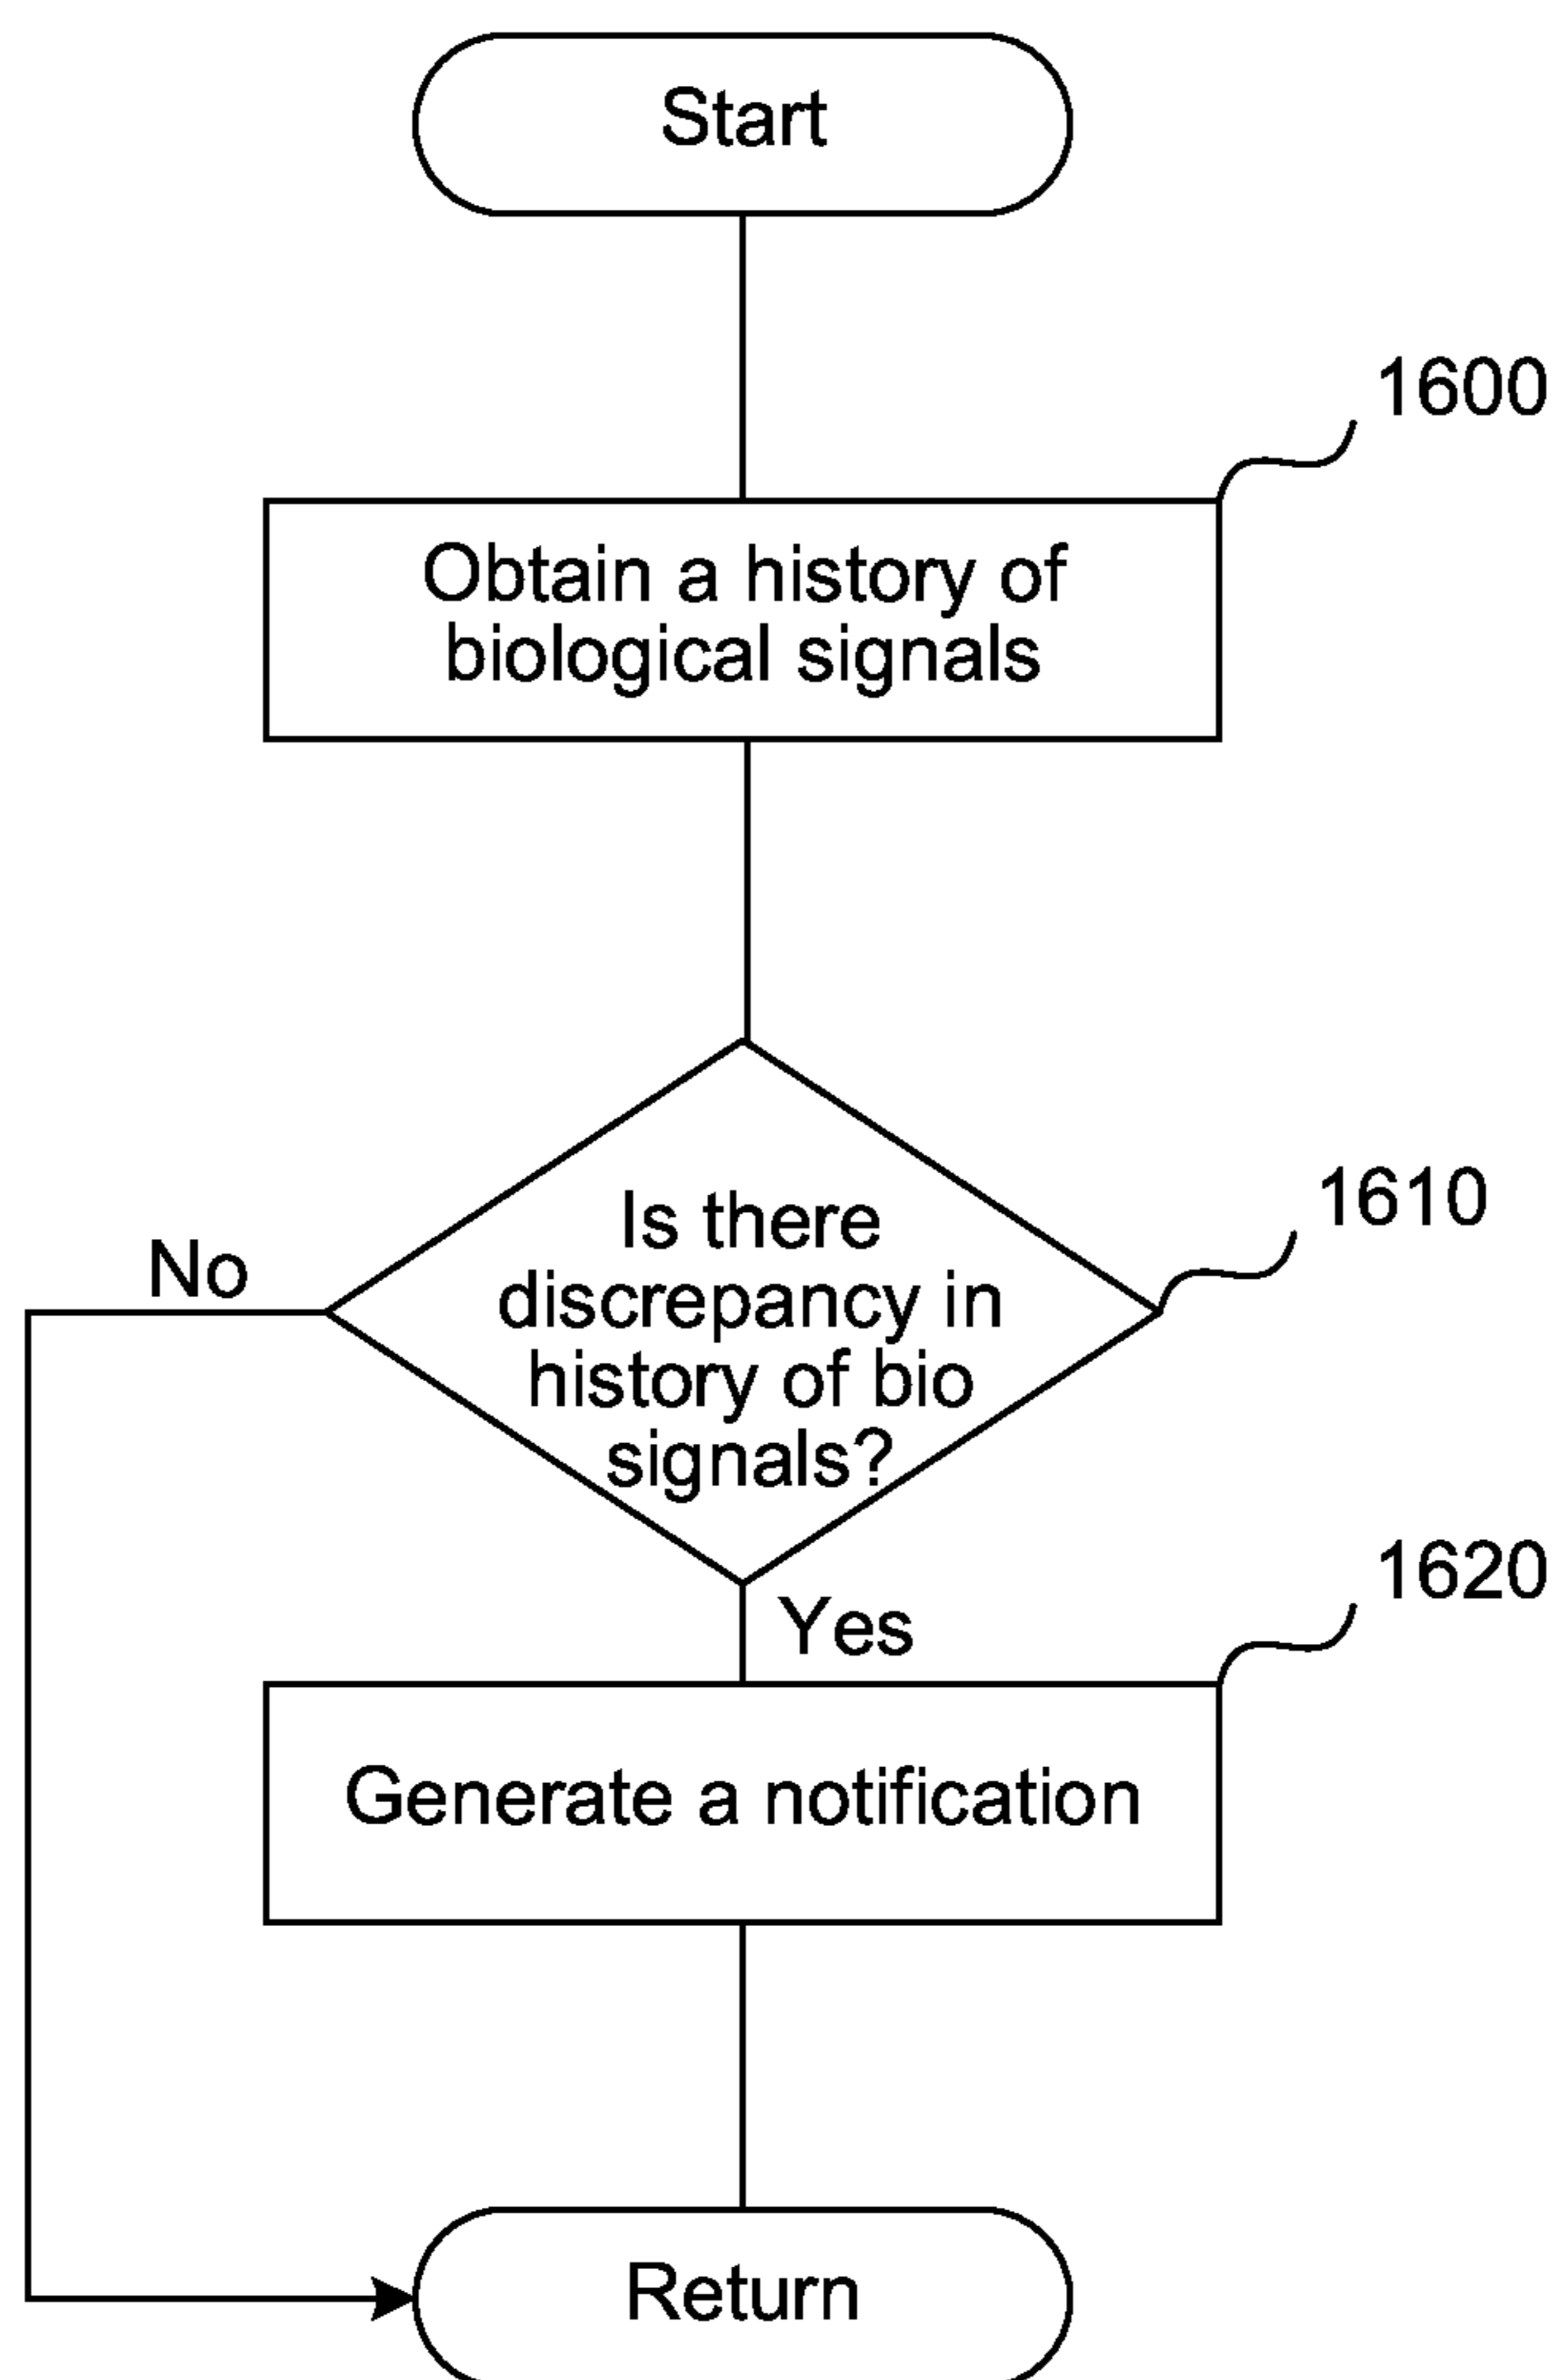 Start
1600
Obtain a history of
biological signals
1610
Is there
discrepancy in
history of bio
signals?
No
Yes
1620
Generate a notification
Return